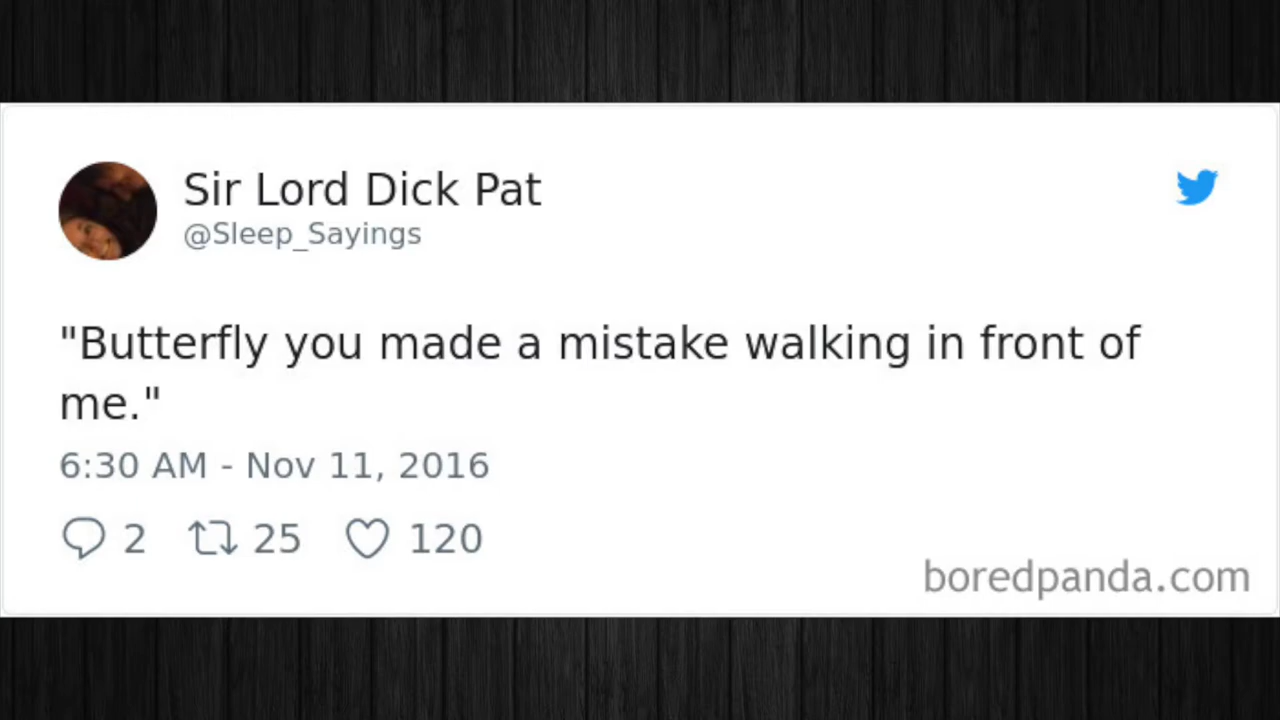 Sir Lord Dick Pat
@Sleep_Sayings
"Butterfly you made a mistake walking in front of
me."
6:30 AM - Nov 11, 2016
2 25 120
boredpanda.com